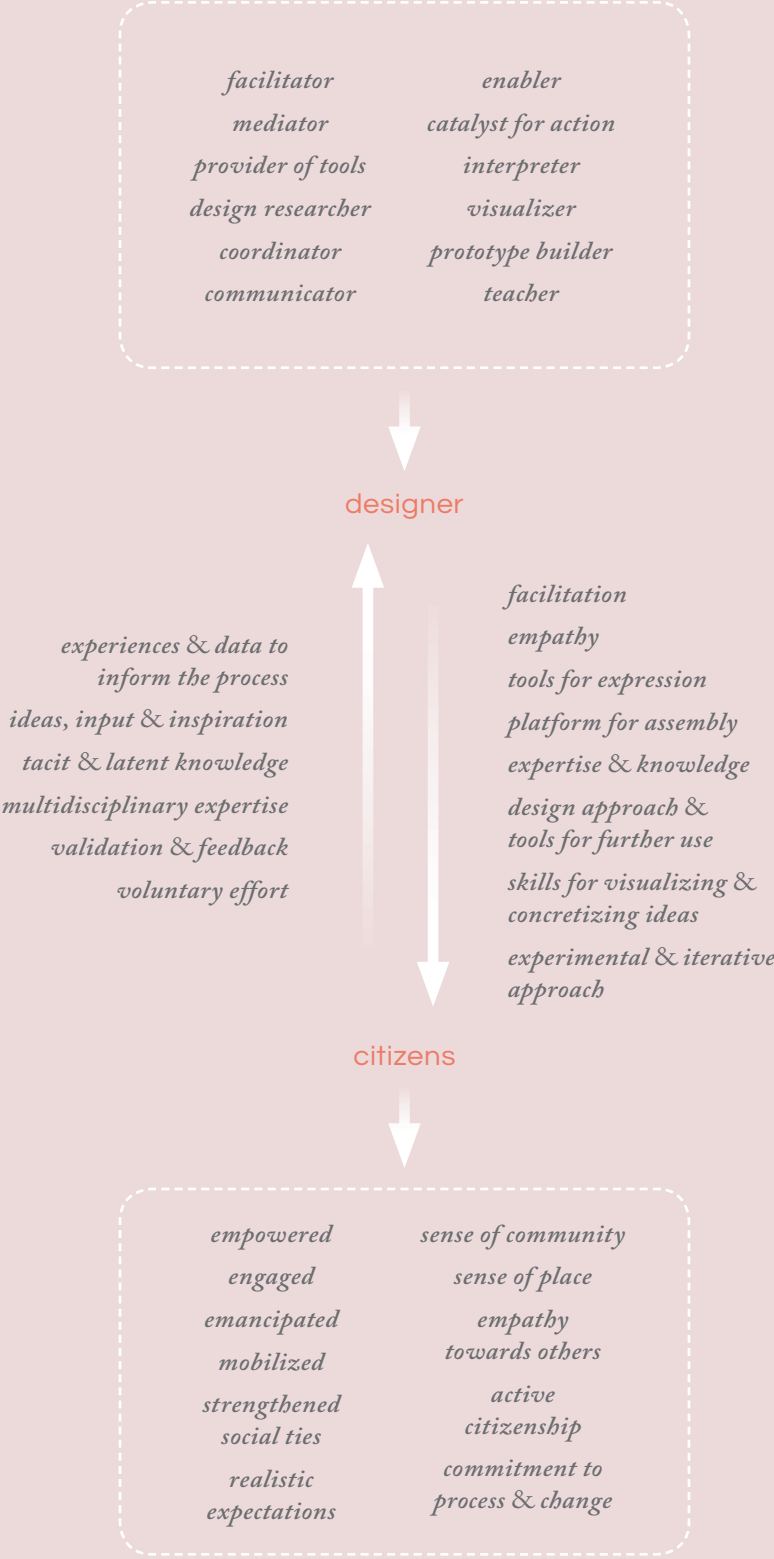 facilitator
mediator
provider of tools
design researcher
coordinator
communicator
enabler
catalyst for action
interpreter
visualizer
prototype builder
teacher
designer
experiences & data to
inform the process
ideas, input & inspiration
tacit & latent knowledge
multidisciplinary expertise
validation & feedback
voluntary effort
facilitation
empathy
tools for expression
platform for assembly
expertise & knowledge
design approach &
tools for further use
skills for visualizing &
concretizing ideas
experimental & iterative
approach
citizens
empowered
engaged
emancipated
mobilized
strengthened
social ties
realistic
expectations
sense of community
sense of place
empathy
towards others
active
citizenship
commitment to
process & change